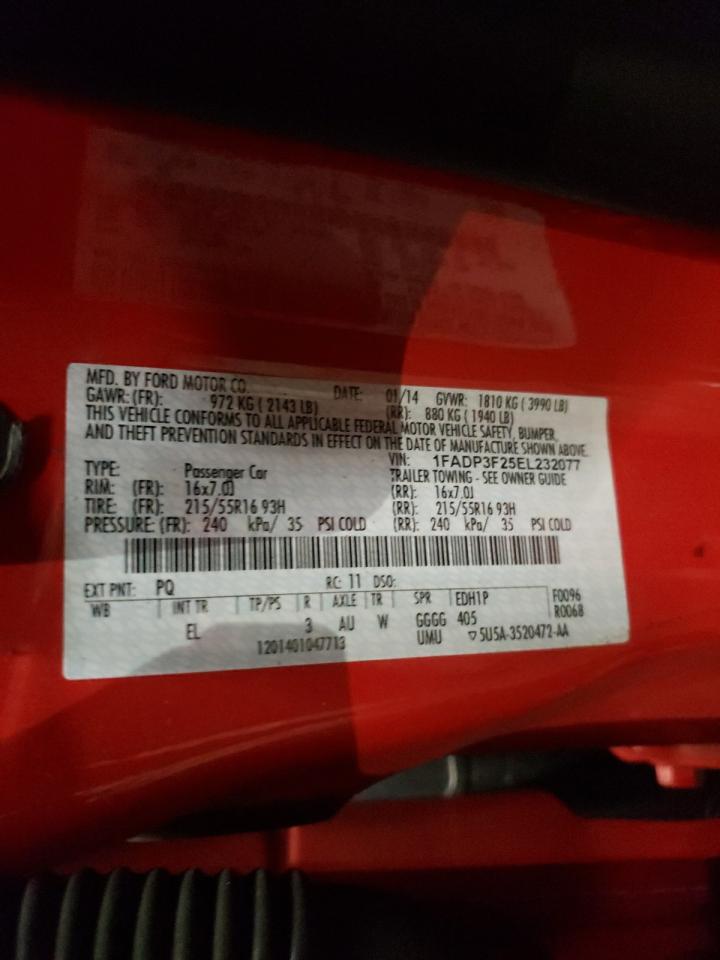 MFD. BY FORD MOTOR CO.
DATE: 01/14 GVWR: 1810 KG ( 3990 LB)
GAWR: (FR): 972 KG ( 2143 LB) (RR): 880 KG ( 1940 LB)
THIS VEHICLE CONFORMS TO ALL APPLICABLE FEDERAL MOTOR VEHICLE SAFETY, BUMPER,
AND THEFT PREVENTION STANDARDS IN EFFECT ON THE DATE OF MANUFACTURE SHOWN ABOVE.
VIN: 1FADP3F25EL232077
TYPE: Passenger Car TRAILER TOWING - SEE OWNER GUIDE
RIM: (FR): 16x7.0J (RR): 16x7.0J
TIRE: (FR): 215/55R16 93H (RR): 215/55R16 93H
PRESSURE: (FR): 240 kPa/ 35 PSI COLD (RR): 240 kPa/ 35 PSI COLD
EXT PNT: PQ RC: 11 DSO:
WB INT TR TP/PS R AXLE TR SPR EDH1P F0096
EL 3 AU W GGGG 405 R0068
1201401047713 UMU ▽5U5A-3520472-AA